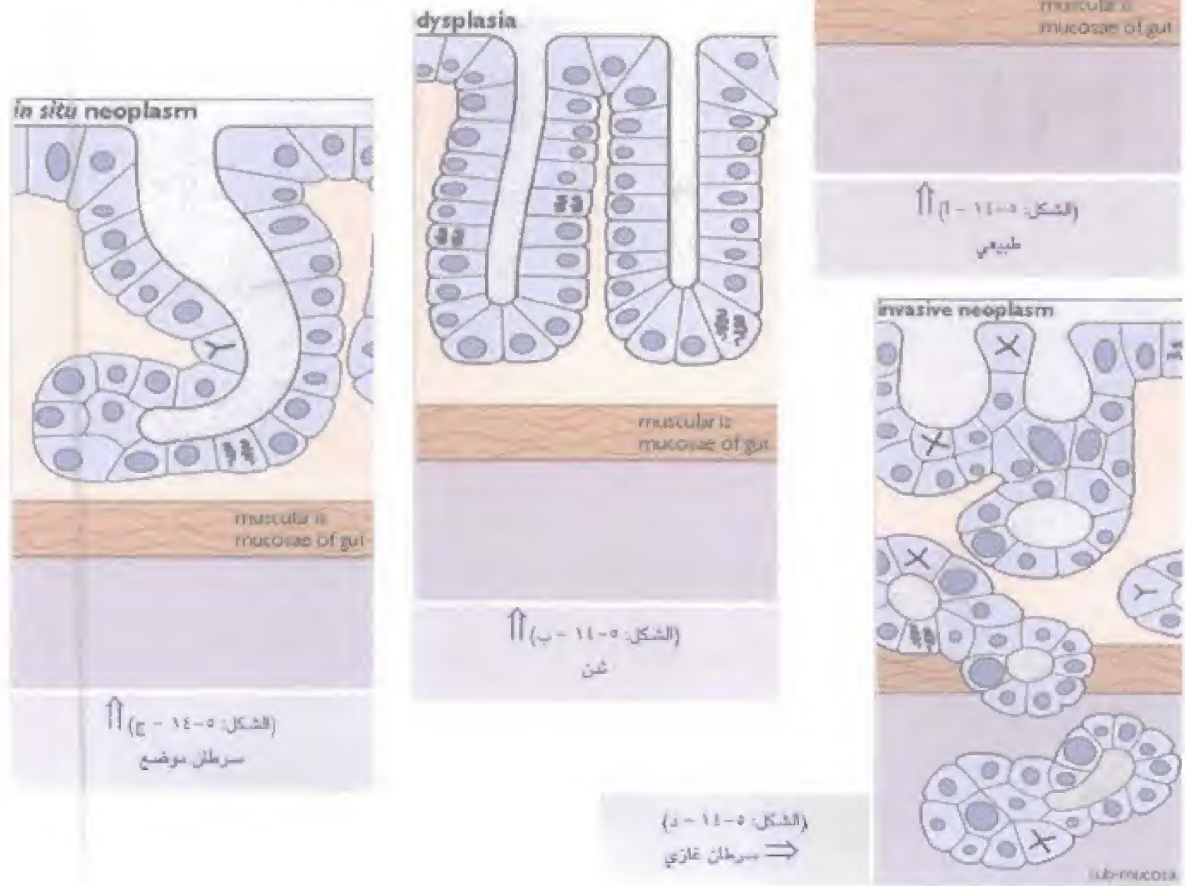 muscularis
mucosae of gut
(الشكل: ٥-١٤ - أ) ⇑
طبيعي
dysplasia
muscularis
mucosae of gut
(الشكل: ٥-١٤ - ب) ⇑
ثدن
in situ neoplasm
muscularis
mucosae of gut
(الشكل: ٥-١٤ - ج) ⇑
سرطان موضع
invasive neoplasm
sub-mucosa
(الشكل: ٥-١٤ - د)
⇒ سرطان غازي